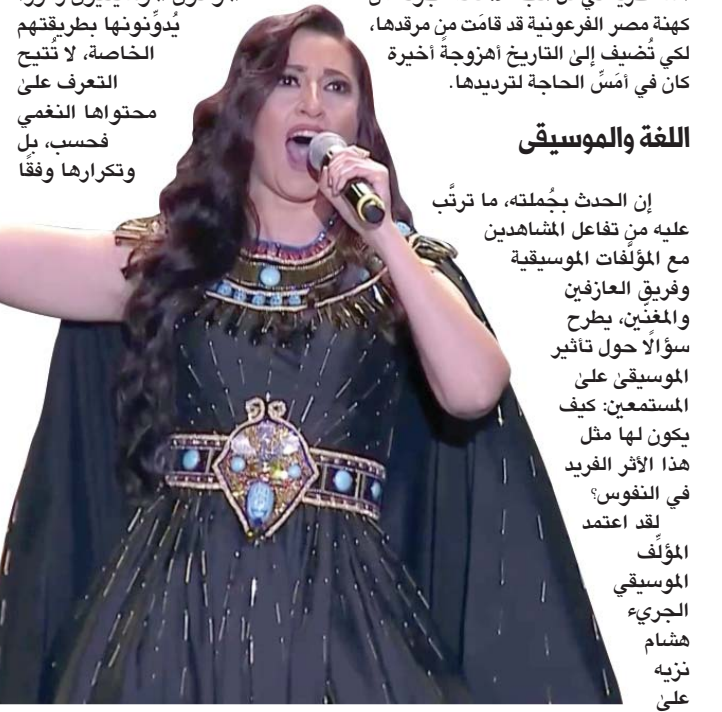 كهنة مصر الفرعونية قد قامَت من مرقدها،
لكي تُضيف إلىٰ التاريخ أهزوجةً أخيرة
كان في أمَسِّ الحاجة لترديدها.
اللغة والموسيقى
إن الحدث بجُملته، ما ترتَّب
عليه من تفاعل المشاهدين
مع المؤلَّفات الموسيقية
وفريق العازفين
والمغنِّين، يطرح
سؤالًا حول تأثير
الموسيقىٰ علىٰ
المستمعين: كيف
يكون لها مثل
هذا الأثر الفريد
في النفوس؟
لقد اعتمد
المؤلِّف
الموسيقي
الجريء
هشام
نزيه
علىٰ
يُدوِّنونها بطريقتهم
الخاصة، لا تُتيح
التعرف علىٰ
محتواها النغمي
فحسب، بل
وتكرارها وفقًا